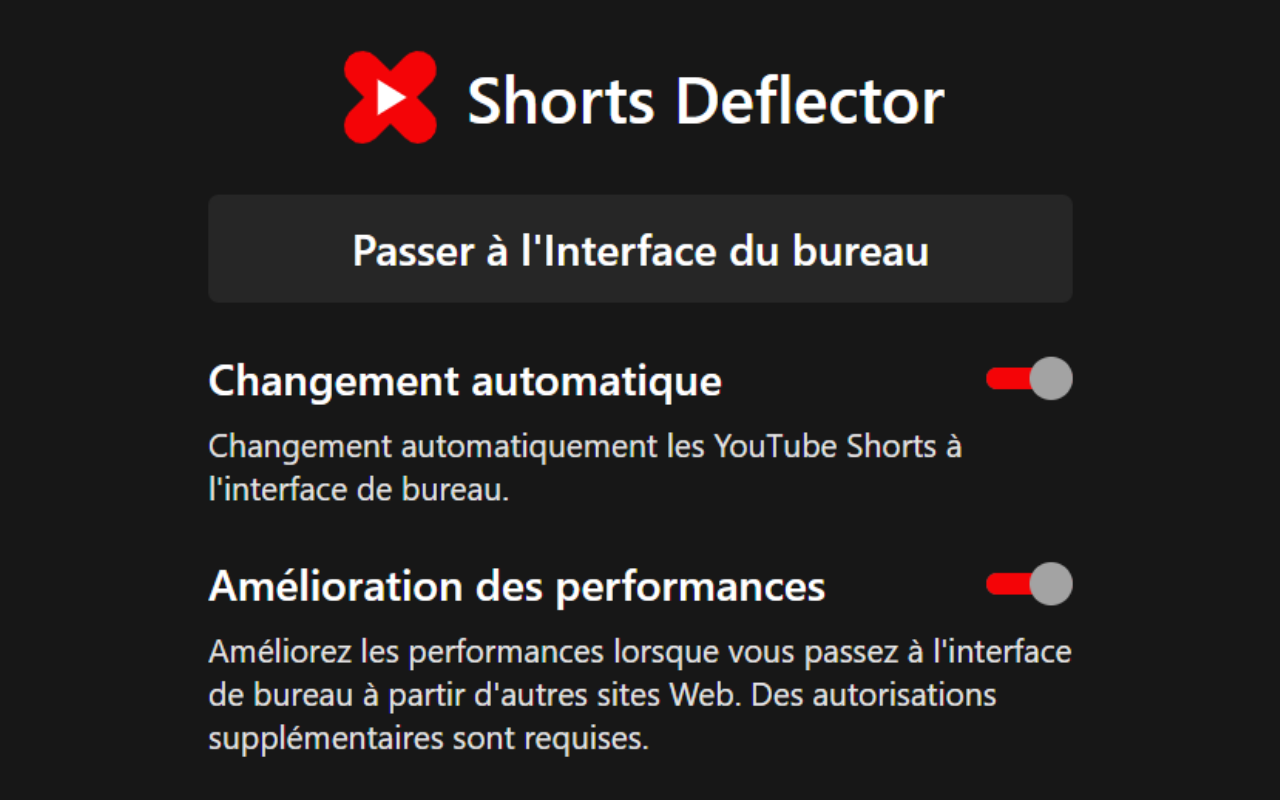 Shorts Deflector
Passer à l'Interface du bureau
Changement automatique
Changement automatiquement les YouTube Shorts à
l'interface de bureau.
Amélioration des performances
Améliorez les performances lorsque vous passez à l'interface
de bureau à partir d'autres sites Web. Des autorisations
supplémentaires sont requises.